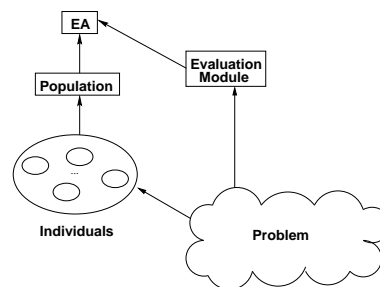 EA
Evaluation
Module
Population
...
Individuals
Problem